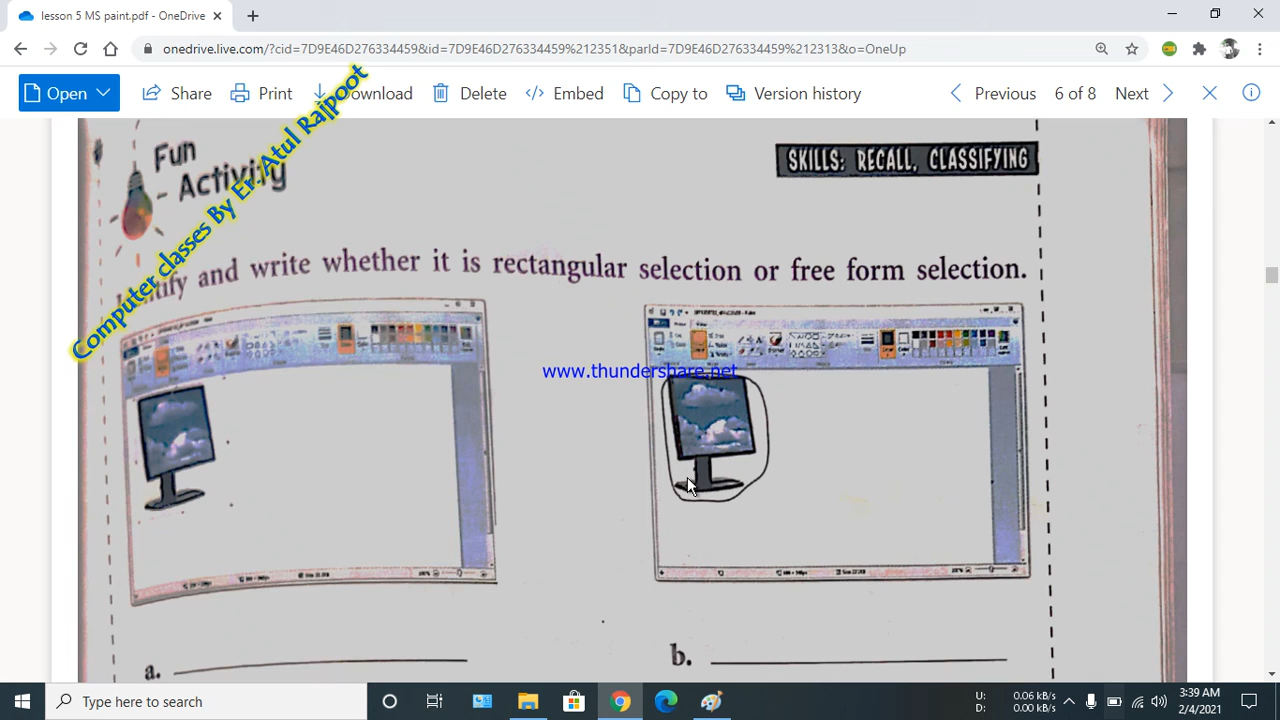 lesson 5 MS paint.pdf - OneDrive
onedrive.live.com/?cid=7D9E46D276334459&id=7D9E46D276334459%212351&parId=7D9E46D276334459%212313&o=OneUp
Open Share Print Download Delete Embed Copy to Version history Previous 6 of 8 Next
Computer classes By Er. Atul Rajpoot
Fun
Activity
SKILLS: RECALL, CLASSIFYING
and write whether it is rectangular selection or free form selection.
www.thundershare.net
a.
b.
Type here to search
U: 0.06 kB/s
D: 0.00 kB/s
3:39 AM
2/4/2021